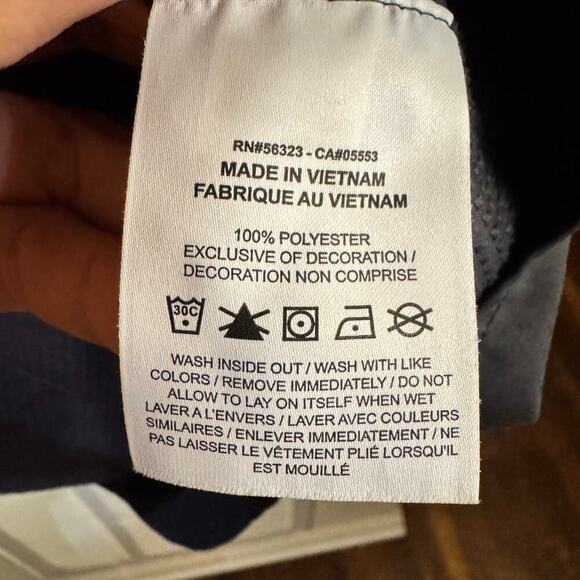 RN#56323 - CA#05553
MADE IN VIETNAM
FABRIQUE AU VIETNAM
100% POLYESTER
EXCLUSIVE OF DECORATION /
DECORATION NON COMPRISE
30C
WASH INSIDE OUT / WASH WITH LIKE
COLORS / REMOVE IMMEDIATELY / DO NOT
ALLOW TO LAY ON ITSELF WHEN WET
LAVER A L'ENVERS / LAVER AVEC COULEURS
SIMILAIRES / ENLEVER IMMEDIATEMENT / NE
PAS LAISSER LE VÊTEMENT PLIÉ LORSQU'IL
EST MOUILLÉ